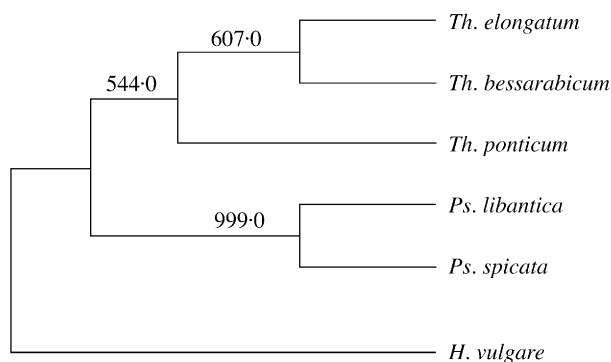 Th. elongatum
607·0
Th. bessarabicum
544·0
Th. ponticum
Ps. libantica
999·0
Ps. spicata
H. vulgare